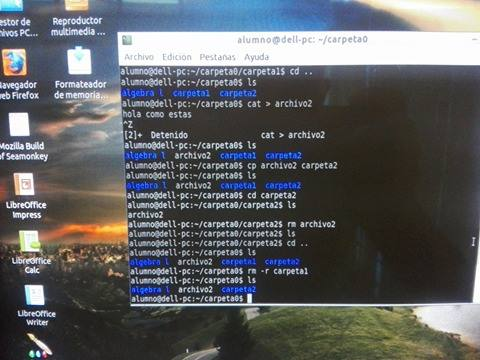 estor de
hivos PC...
Reproductor
multimedia ...
Navegador
web Firefox
Formateador
de memoria...
Mozilla Build
of Seamonkey
LibreOffice
Impress
LibreOffice
Calc
LibreOffice
Writer
alumno@dell-pc: ~/carpeta0
Archivo Edición Pestañas Ayuda
alumno@dell-pc:~/carpeta0/carpeta1$ cd ..
alumno@dell-pc:~/carpeta0$ ls
algebra l carpeta1 carpeta2
alumno@dell-pc:~/carpeta0$ cat > archivo2
hola como estas
^Z
[2]+ Detenido cat > archivo2
alumno@dell-pc:~/carpeta0$ ls
algebra l archivo2 carpeta1 carpeta2
alumno@dell-pc:~/carpeta0$ cp archivo2 carpeta2
alumno@dell-pc:~/carpeta0$ ls
algebra l archivo2 carpeta1 carpeta2
alumno@dell-pc:~/carpeta0$ cd carpeta2
alumno@dell-pc:~/carpeta0/carpeta2$ ls
archivo2
alumno@dell-pc:~/carpeta0/carpeta2$ rm archivo2
alumno@dell-pc:~/carpeta0/carpeta2$ ls
alumno@dell-pc:~/carpeta0/carpeta2$ cd ..
alumno@dell-pc:~/carpeta0$ ls
algebra l archivo2 carpeta1 carpeta2
alumno@dell-pc:~/carpeta0$ rm -r carpeta1
alumno@dell-pc:~/carpeta0$ ls
algebra l archivo2 carpeta2
alumno@dell-pc:~/carpeta0$